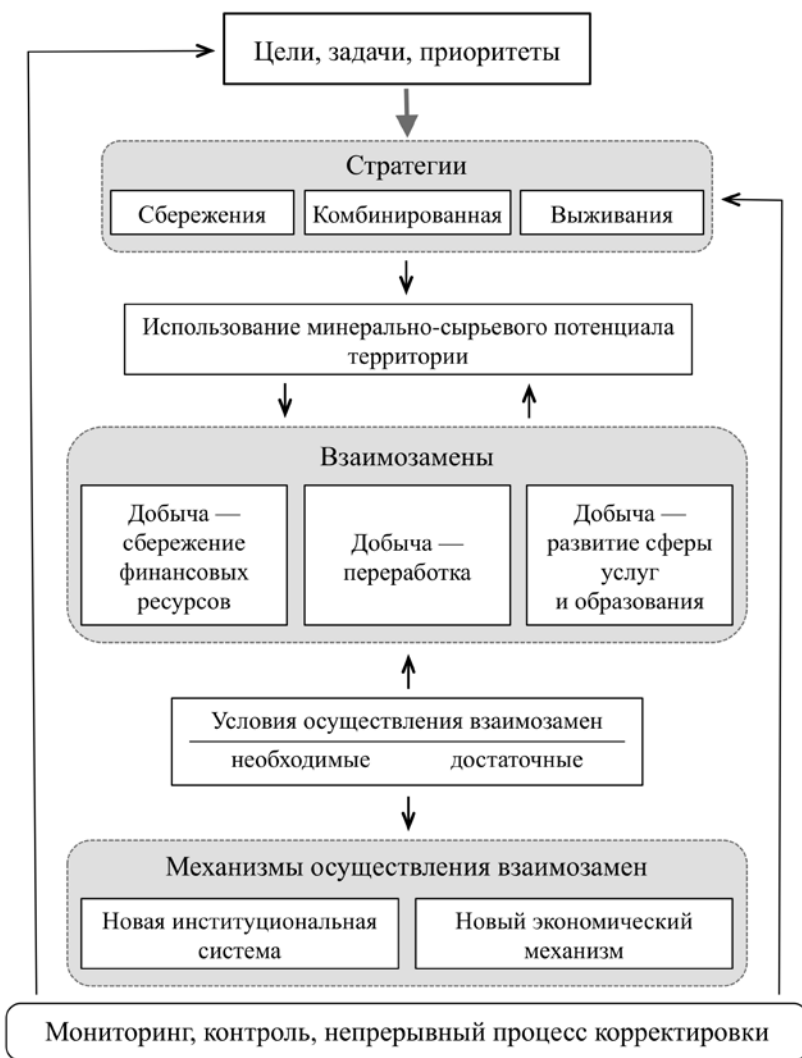 Цели, задачи, приоритеты
Стратегии
Сбережения
Комбинированная
Выживания
Использование минерально-сырьевого потенциала
территории
Взаимозамены
Добыча —
сбережение
финансовых
ресурсов
Добыча —
переработка
Добыча —
развитие сферы
услуг
и образования
Условия осуществления взаимозамен
необходимые достаточные
Механизмы осуществления взаимозамен
Новая институциональная
система
Новый экономический
механизм
Мониторинг, контроль, непрерывный процесс корректировки